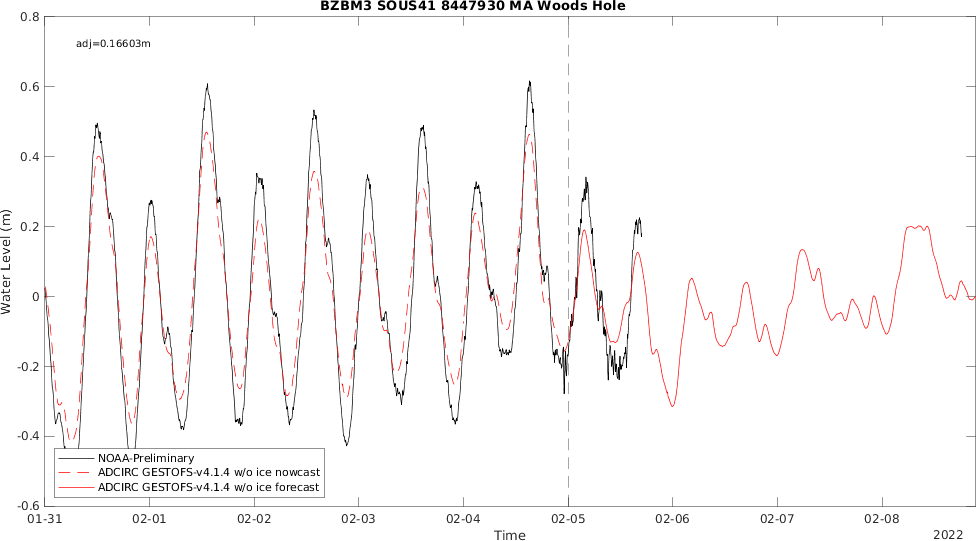 BZBM3 SOUS41 8447930 MA Woods Hole
adj=0.16603m
0.8
0.6
0.4
0.2
0
-0.2
-0.4
-0.6
Water Level (m)
NOAA-Preliminary
ADCIRC GESTOFS-v4.1.4 w/o ice nowcast
ADCIRC GESTOFS-v4.1.4 w/o ice forecast
01-31 02-01 02-02 02-03 02-04 02-05 02-06 02-07 02-08
Time
2022